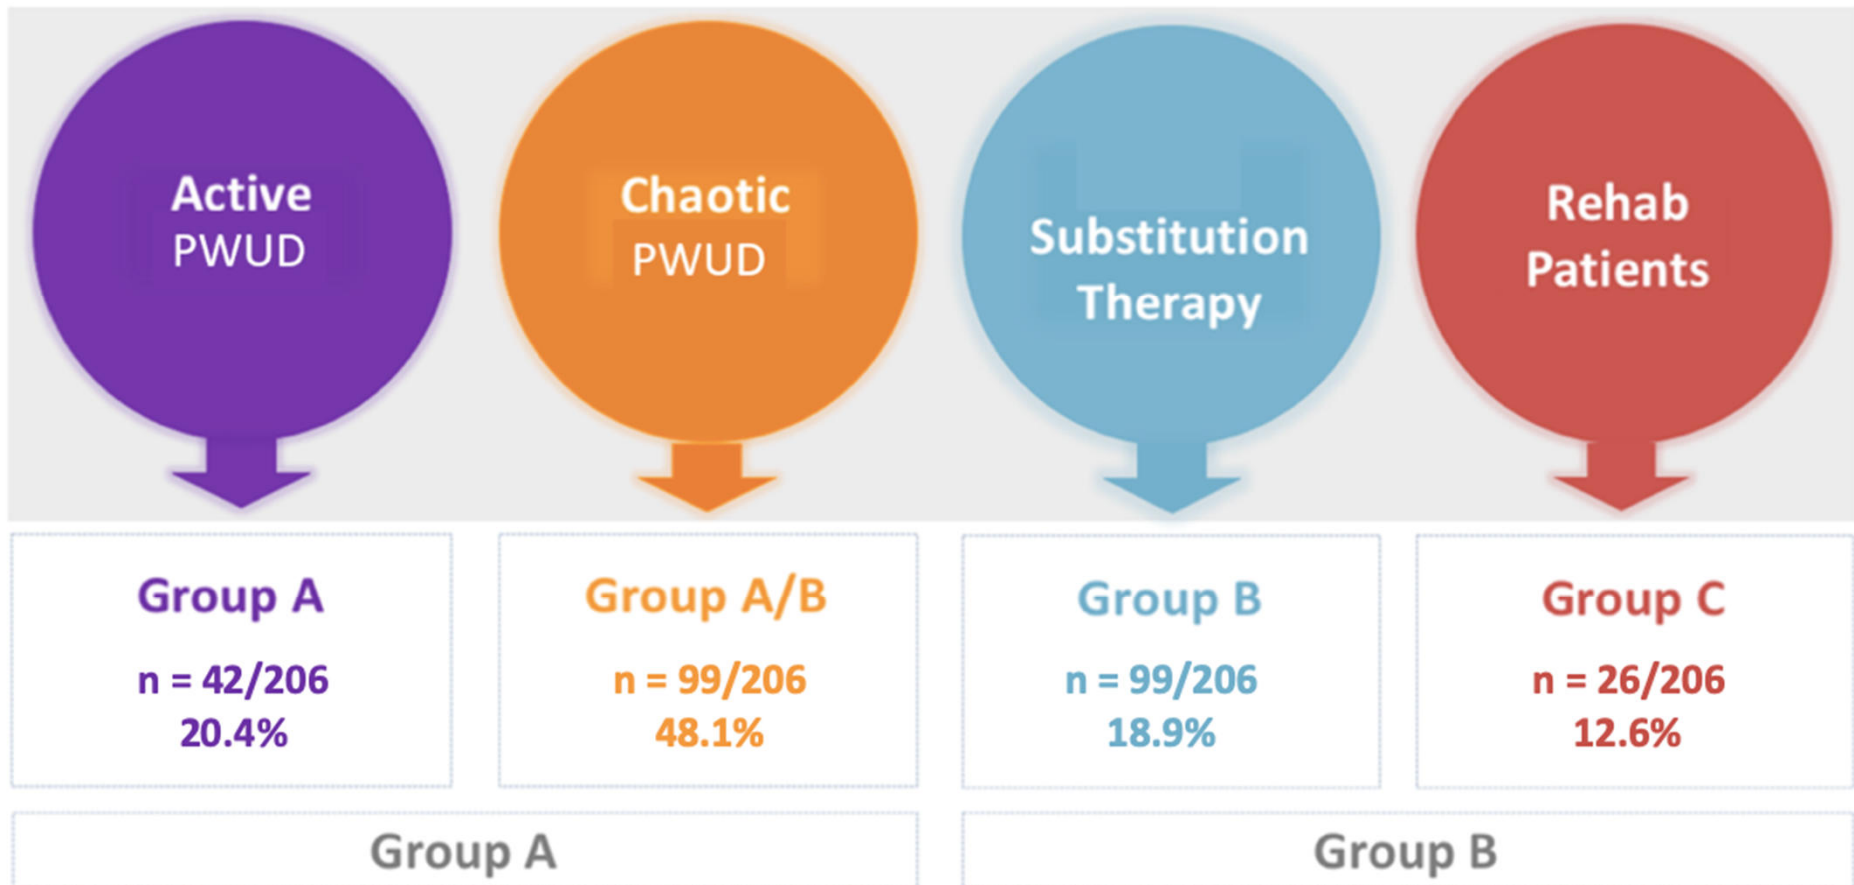 Active
PWUD
Chaotic
PWUD
Substitution
Therapy
Rehab
Patients
Group A
n = 42/206
20.4%
Group A/B
n = 99/206
48.1%
Group B
n = 99/206
18.9%
Group C
n = 26/206
12.6%
Group A
Group B